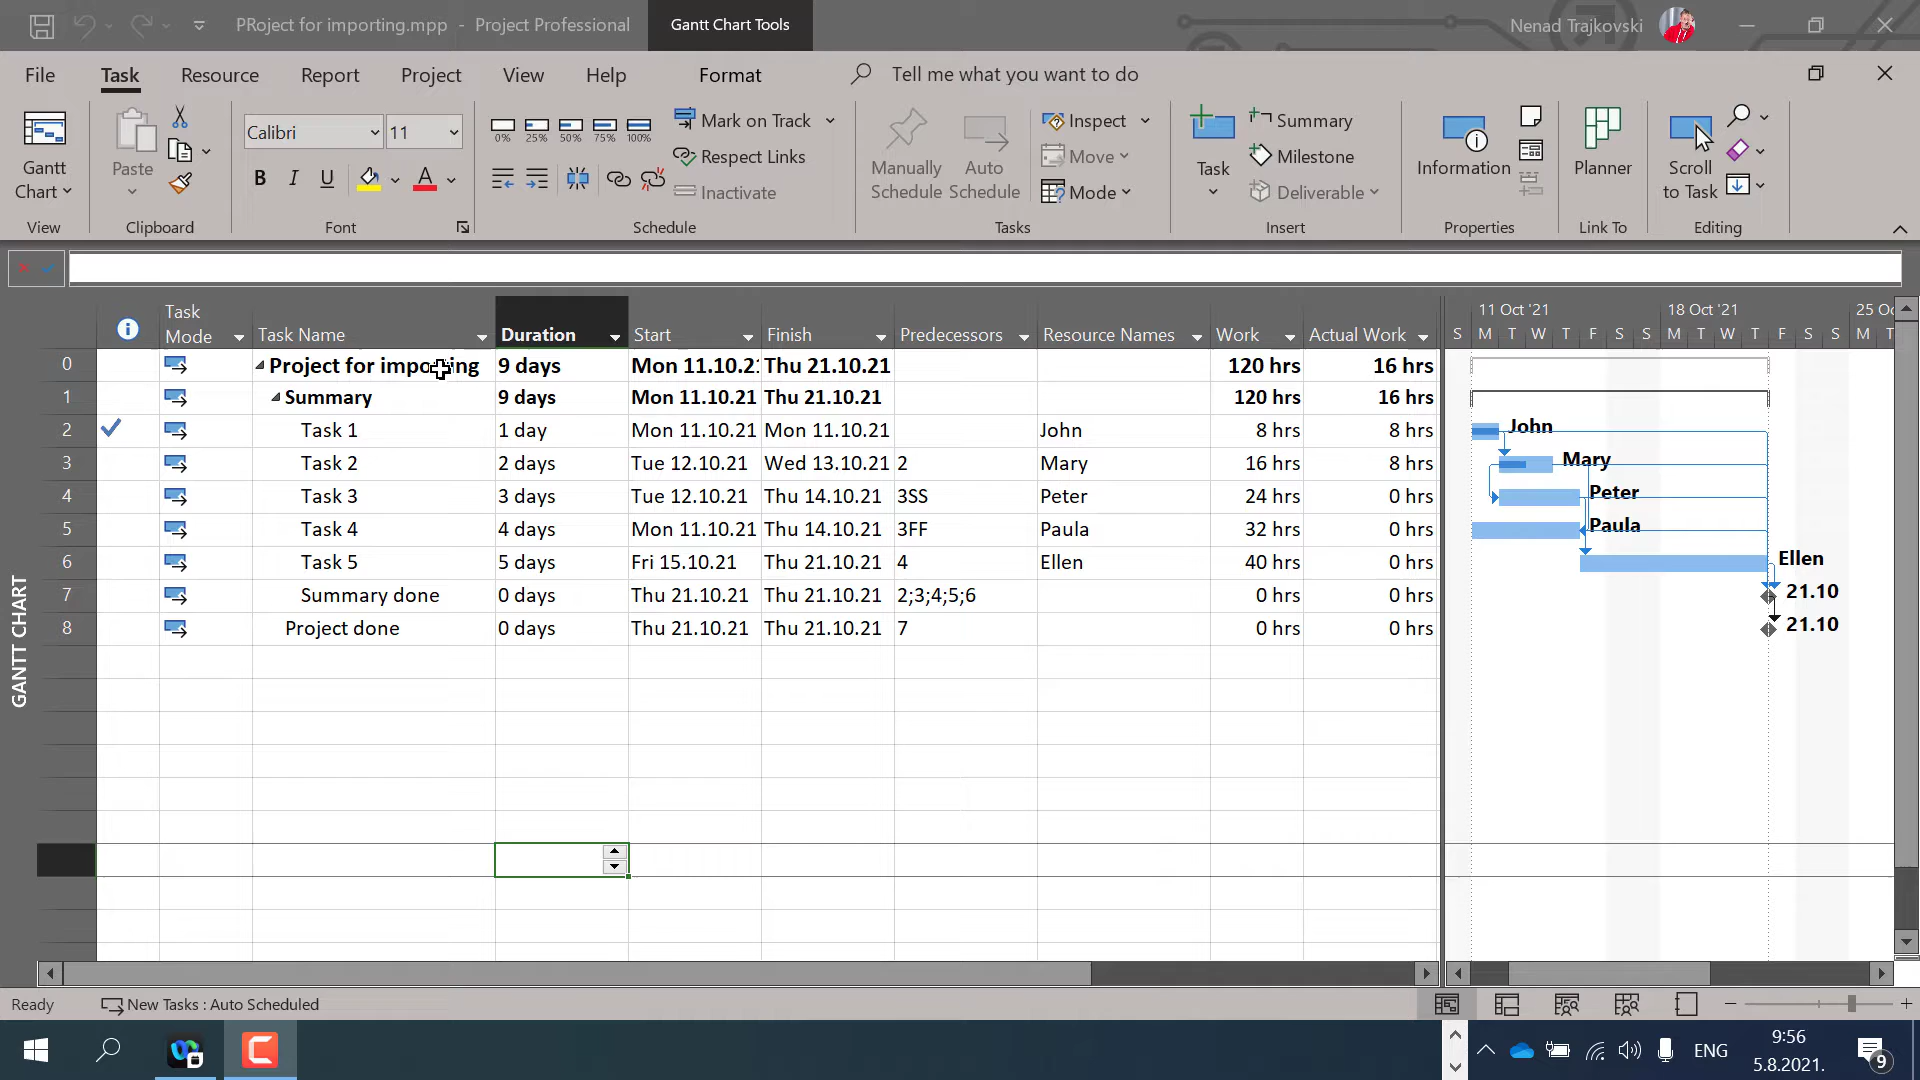 PRoject for importing.mpp - Project Professional
Gantt Chart Tools
Nenad Trajkovski
File Task Resource Report Project View Help Format Tell me what you want to do
Gantt Chart
View
Paste
Clipboard
Calibri 11
B I U A
Font
0% 25% 50% 75% 100%
Mark on Track
Respect Links
Inactivate
Schedule
Manually Schedule
Auto Schedule
Inspect
Move
Mode
Tasks
Task
Summary
Milestone
Deliverable
Insert
Information
Properties
Planner
Link To
Scroll to Task
Editing
GANTT CHART
Task Mode Task Name Duration Start Finish Predecessors Resource Names Work Actual Work
11 Oct '21 18 Oct '21 25 Oc
S M T W T F S S M T W T F S S M T
0 Project for importing 9 days Mon 11.10.2 Thu 21.10.21 120 hrs 16 hrs
1 Summary 9 days Mon 11.10.21 Thu 21.10.21 120 hrs 16 hrs
2 Task 1 1 day Mon 11.10.21 Mon 11.10.21 John 8 hrs 8 hrs John
3 Task 2 2 days Tue 12.10.21 Wed 13.10.21 2 Mary 16 hrs 8 hrs Mary
4 Task 3 3 days Tue 12.10.21 Thu 14.10.21 3SS Peter 24 hrs 0 hrs Peter
5 Task 4 4 days Mon 11.10.21 Thu 14.10.21 3FF Paula 32 hrs 0 hrs Paula
6 Task 5 5 days Fri 15.10.21 Thu 21.10.21 4 Ellen 40 hrs 0 hrs Ellen
7 Summary done 0 days Thu 21.10.21 Thu 21.10.21 2;3;4;5;6 0 hrs 0 hrs 21.10
8 Project done 0 days Thu 21.10.21 Thu 21.10.21 7 0 hrs 0 hrs 21.10
Ready New Tasks : Auto Scheduled
ENG
9:56
5.8.2021.
9